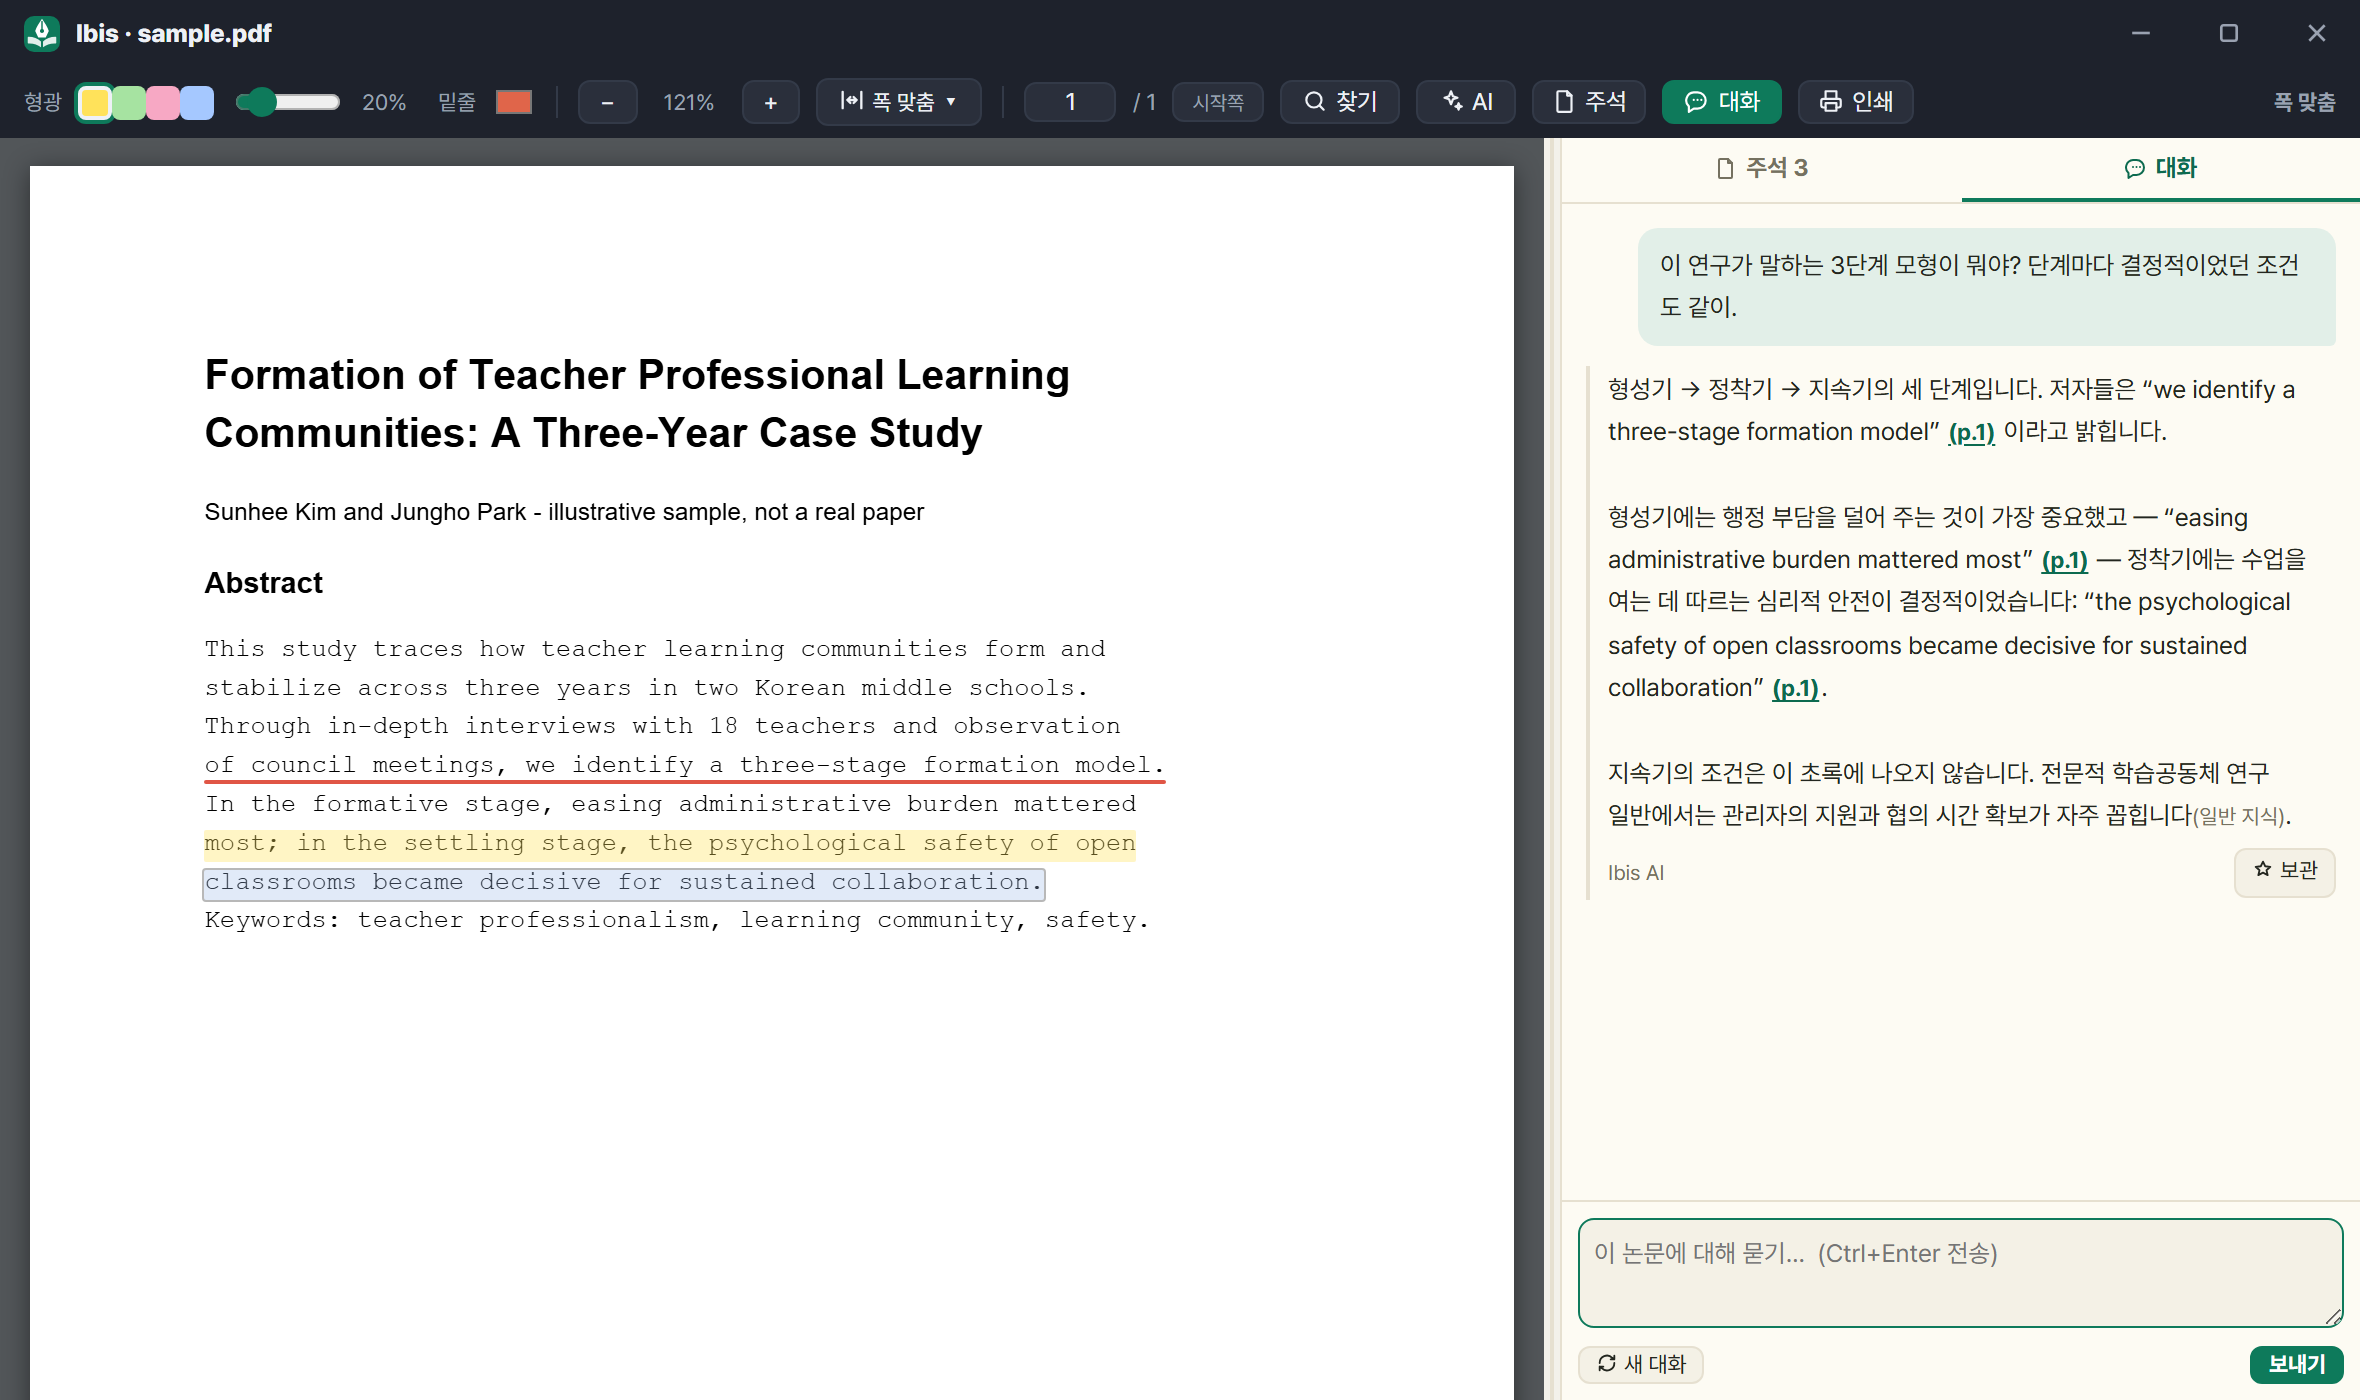 Ibis · sample.pdf
형광
20%
밑줄
−
121%
+
폭 맞춤 ▼
1
/ 1
시작쪽
찾기
AI
주석
대화
인쇄
폭 맞춤
Formation of Teacher Professional Learning
Communities: A Three-Year Case Study
Sunhee Kim and Jungho Park - illustrative sample, not a real paper
Abstract
This study traces how teacher learning communities form and
stabilize across three years in two Korean middle schools.
Through in-depth interviews with 18 teachers and observation
of council meetings, we identify a three-stage formation model.
In the formative stage, easing administrative burden mattered
most; in the settling stage, the psychological safety of open
classrooms became decisive for sustained collaboration.
Keywords: teacher professionalism, learning community, safety.
주석 3
대화
이 연구가 말하는 3단계 모형이 뭐야? 단계마다 결정적이었던 조건
도 같이.
형성기 → 정착기 → 지속기의 세 단계입니다. 저자들은 “we identify a
three-stage formation model” (p.1) 이라고 밝힙니다.
형성기에는 행정 부담을 덜어 주는 것이 가장 중요했고 — “easing
administrative burden mattered most” (p.1) — 정착기에는 수업을
여는 데 따르는 심리적 안전이 결정적이었습니다: “the psychological
safety of open classrooms became decisive for sustained
collaboration” (p.1).
지속기의 조건은 이 초록에 나오지 않습니다. 전문적 학습공동체 연구
일반에서는 관리자의 지원과 협의 시간 확보가 자주 꼽힙니다(일반 지식).
Ibis AI
보관
이 논문에 대해 묻기... (Ctrl+Enter 전송)
새 대화
보내기